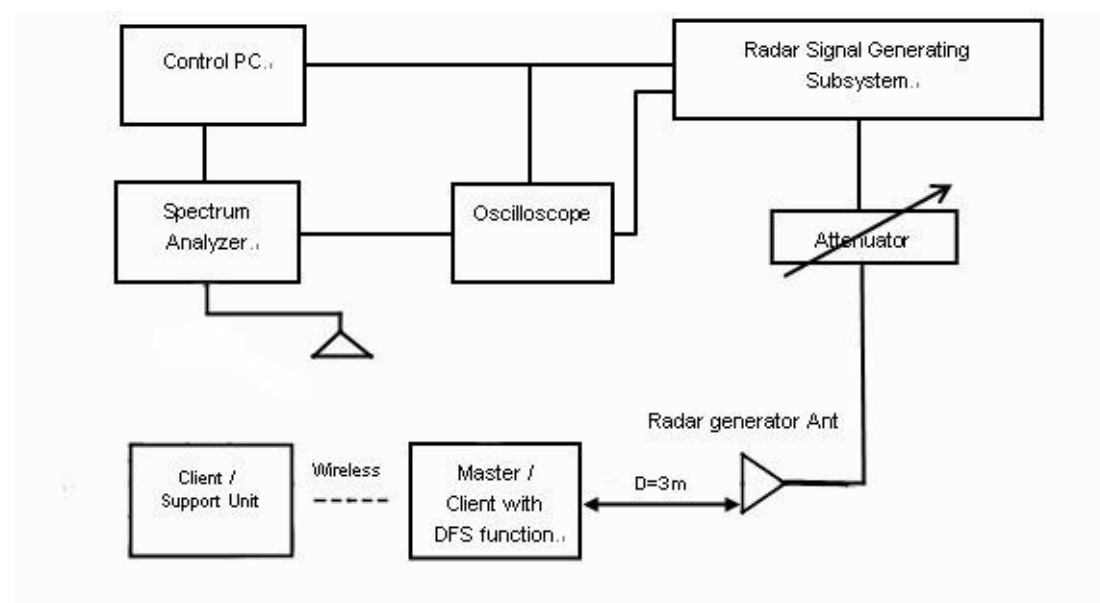 Control PC
Radar Signal Generating
Subsystem
Spectrum
Analyzer
Oscilloscope
Attenuator
Radar generator Ant
Client /
Support Unit
Wireless
Master /
Client with
DFS function
D=3m